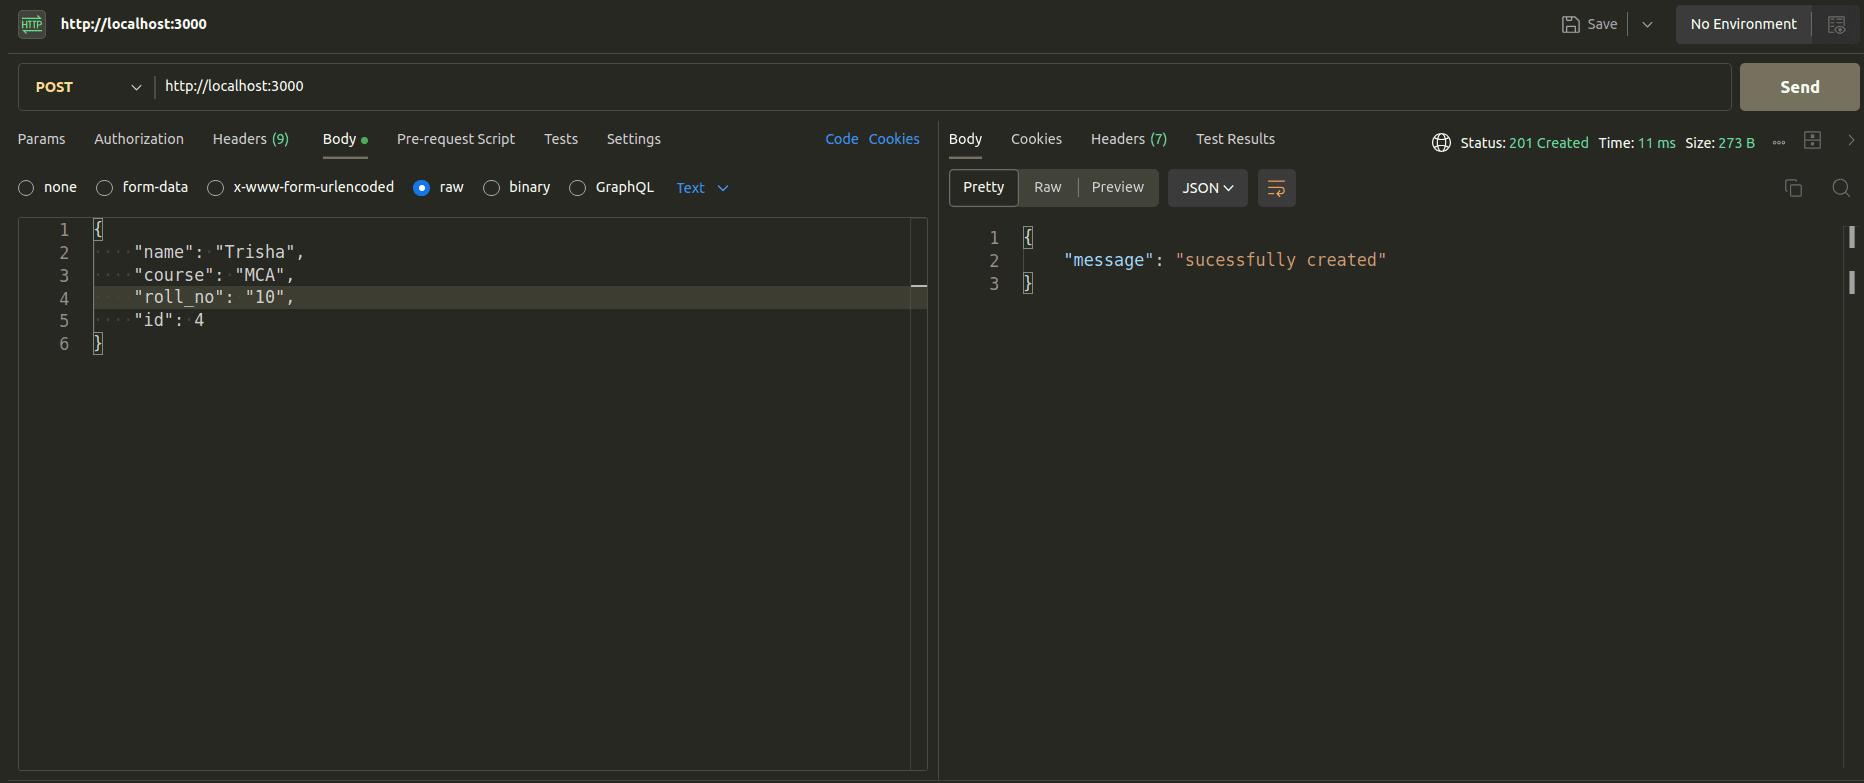 HTTP http://localhost:3000 Save No Environment
POST http://localhost:3000 Send
Params Authorization Headers (9) Body Pre-request Script Tests Settings Code Cookies
none form-data x-www-form-urlencoded raw binary GraphQL Text
1 {
2 "name": "Trisha",
3 "course": "MCA",
4 "roll_no": "10",
5 "id": 4
6 }
Body Cookies Headers (7) Test Results Status: 201 Created Time: 11 ms Size: 273 B
Pretty Raw Preview JSON
1 {
2 "message": "sucessfully created"
3 }